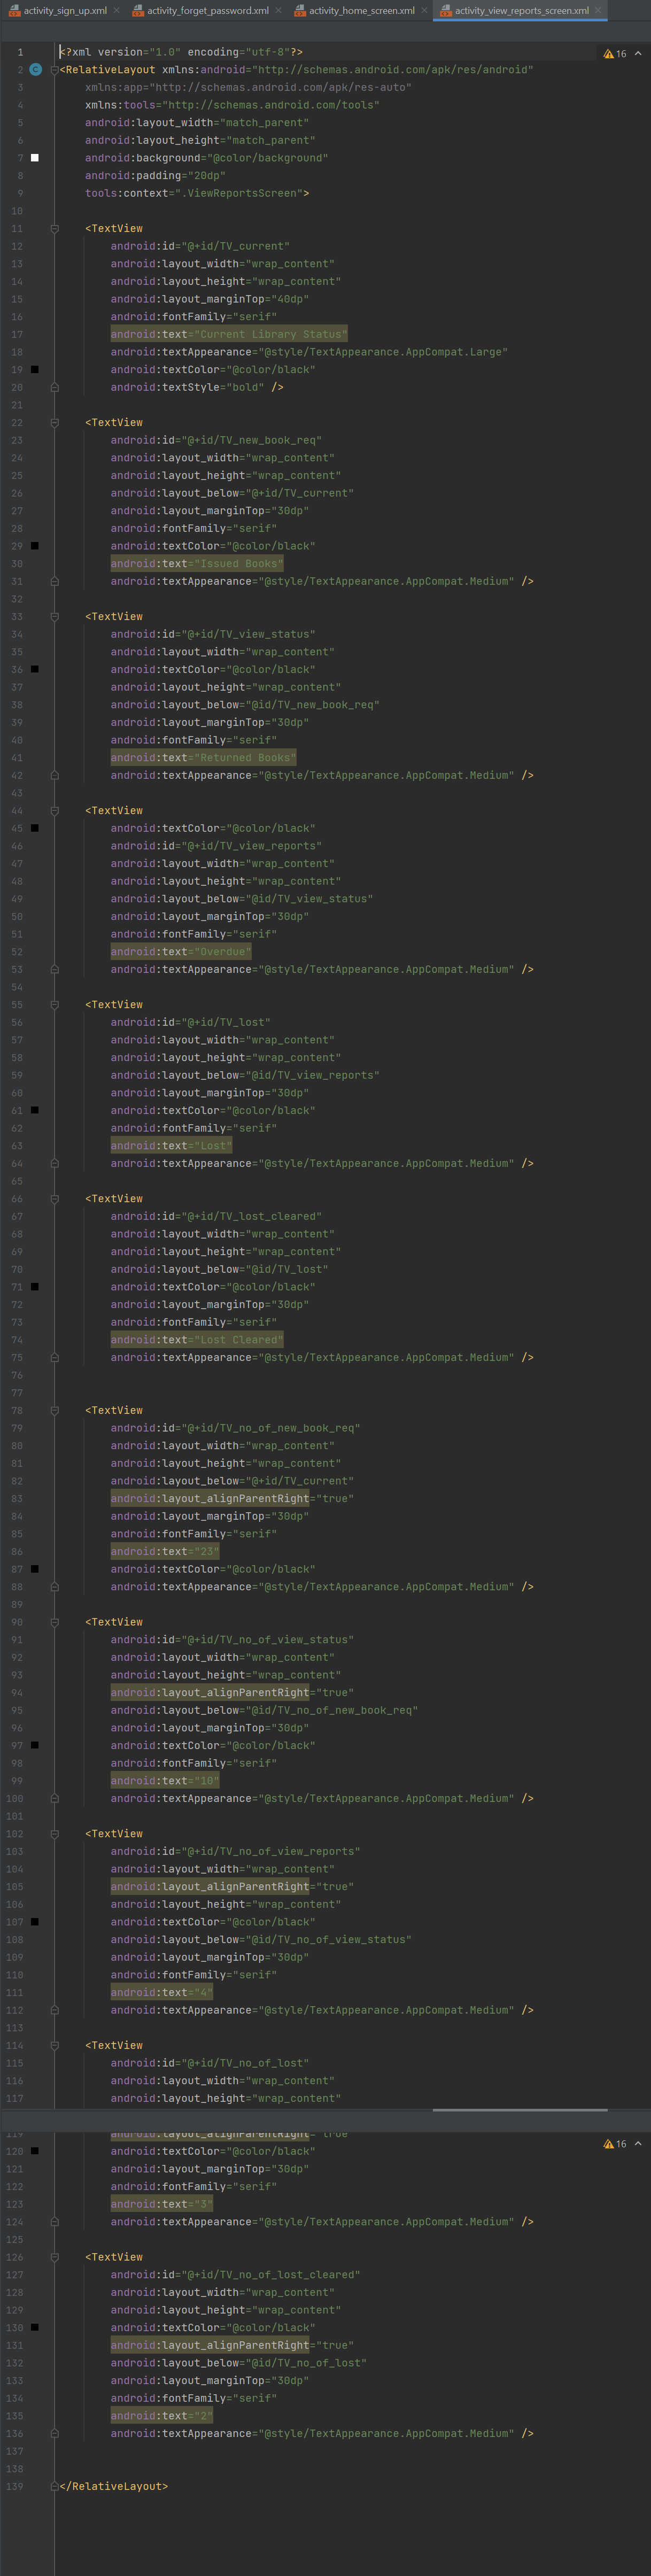 activity_sign_up.xml activity_forget_password.xml activity_home_screen.xml activity_view_reports_screen.xml
1 <?xml version="1.0" encoding="utf-8"?> 16
2 <RelativeLayout xmlns:android="http://schemas.android.com/apk/res/android"
3 xmlns:app="http://schemas.android.com/apk/res-auto"
4 xmlns:tools="http://schemas.android.com/tools"
5 android:layout_width="match_parent"
6 android:layout_height="match_parent"
7 android:background="@color/background"
8 android:padding="20dp"
9 tools:context=".ViewReportsScreen">
10
11 <TextView
12 android:id="@+id/TV_current"
13 android:layout_width="wrap_content"
14 android:layout_height="wrap_content"
15 android:layout_marginTop="40dp"
16 android:fontFamily="serif"
17 android:text="Current Library Status"
18 android:textAppearance="@style/TextAppearance.AppCompat.Large"
19 android:textColor="@color/black"
20 android:textStyle="bold" />
21
22 <TextView
23 android:id="@+id/TV_new_book_req"
24 android:layout_width="wrap_content"
25 android:layout_height="wrap_content"
26 android:layout_below="@+id/TV_current"
27 android:layout_marginTop="30dp"
28 android:fontFamily="serif"
29 android:textColor="@color/black"
30 android:text="Issued Books"
31 android:textAppearance="@style/TextAppearance.AppCompat.Medium" />
32
33 <TextView
34 android:id="@+id/TV_view_status"
35 android:layout_width="wrap_content"
36 android:textColor="@color/black"
37 android:layout_height="wrap_content"
38 android:layout_below="@id/TV_new_book_req"
39 android:layout_marginTop="30dp"
40 android:fontFamily="serif"
41 android:text="Returned Books"
42 android:textAppearance="@style/TextAppearance.AppCompat.Medium" />
43
44 <TextView
45 android:textColor="@color/black"
46 android:id="@+id/TV_view_reports"
47 android:layout_width="wrap_content"
48 android:layout_height="wrap_content"
49 android:layout_below="@id/TV_view_status"
50 android:layout_marginTop="30dp"
51 android:fontFamily="serif"
52 android:text="Overdue"
53 android:textAppearance="@style/TextAppearance.AppCompat.Medium" />
54
55 <TextView
56 android:id="@+id/TV_lost"
57 android:layout_width="wrap_content"
58 android:layout_height="wrap_content"
59 android:layout_below="@id/TV_view_reports"
60 android:layout_marginTop="30dp"
61 android:textColor="@color/black"
62 android:fontFamily="serif"
63 android:text="Lost"
64 android:textAppearance="@style/TextAppearance.AppCompat.Medium" />
65
66 <TextView
67 android:id="@+id/TV_lost_cleared"
68 android:layout_width="wrap_content"
69 android:layout_height="wrap_content"
70 android:layout_below="@id/TV_lost"
71 android:textColor="@color/black"
72 android:layout_marginTop="30dp"
73 android:fontFamily="serif"
74 android:text="Lost Cleared"
75 android:textAppearance="@style/TextAppearance.AppCompat.Medium" />
76
77
78 <TextView
79 android:id="@+id/TV_no_of_new_book_req"
80 android:layout_width="wrap_content"
81 android:layout_height="wrap_content"
82 android:layout_below="@+id/TV_current"
83 android:layout_alignParentRight="true"
84 android:layout_marginTop="30dp"
85 android:fontFamily="serif"
86 android:text="23"
87 android:textColor="@color/black"
88 android:textAppearance="@style/TextAppearance.AppCompat.Medium" />
89
90 <TextView
91 android:id="@+id/TV_no_of_view_status"
92 android:layout_width="wrap_content"
93 android:layout_height="wrap_content"
94 android:layout_alignParentRight="true"
95 android:layout_below="@id/TV_no_of_new_book_req"
96 android:layout_marginTop="30dp"
97 android:textColor="@color/black"
98 android:fontFamily="serif"
99 android:text="10"
100 android:textAppearance="@style/TextAppearance.AppCompat.Medium" />
101
102 <TextView
103 android:id="@+id/TV_no_of_view_reports"
104 android:layout_width="wrap_content"
105 android:layout_alignParentRight="true"
106 android:layout_height="wrap_content"
107 android:textColor="@color/black"
108 android:layout_below="@id/TV_no_of_view_status"
109 android:layout_marginTop="30dp"
110 android:fontFamily="serif"
111 android:text="4"
112 android:textAppearance="@style/TextAppearance.AppCompat.Medium" />
113
114 <TextView
115 android:id="@+id/TV_no_of_lost"
116 android:layout_width="wrap_content"
117 android:layout_height="wrap_content"
119 android:layout_alignParentRight="true" 16
120 android:textColor="@color/black"
121 android:layout_marginTop="30dp"
122 android:fontFamily="serif"
123 android:text="3"
124 android:textAppearance="@style/TextAppearance.AppCompat.Medium" />
125
126 <TextView
127 android:id="@+id/TV_no_of_lost_cleared"
128 android:layout_width="wrap_content"
129 android:layout_height="wrap_content"
130 android:textColor="@color/black"
131 android:layout_alignParentRight="true"
132 android:layout_below="@id/TV_no_of_lost"
133 android:layout_marginTop="30dp"
134 android:fontFamily="serif"
135 android:text="2"
136 android:textAppearance="@style/TextAppearance.AppCompat.Medium" />
137
138
139 </RelativeLayout>